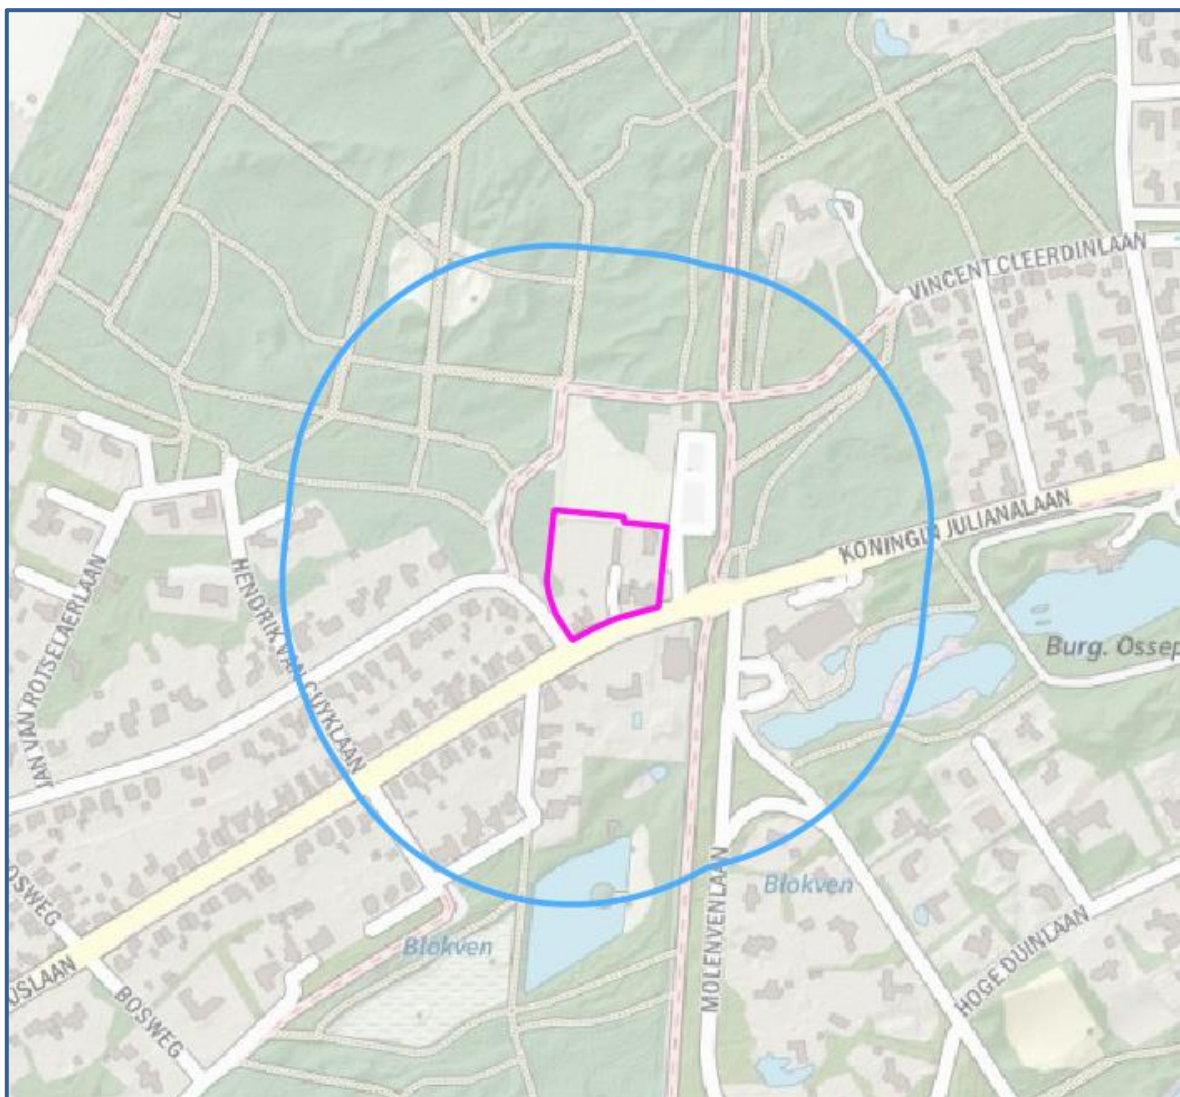 VINCENT CLEERDINLAAN
KONINGIN JULIANALAAN
HENDRIK VAN CUYKLAAN
JAN VAN ROTSELAERLAAN
Burg. Ossep
Blokven
Blokven
MOLENVENLAAN
HOGE DUINLAAN
OSWEG
USLAAN
BOSWEG